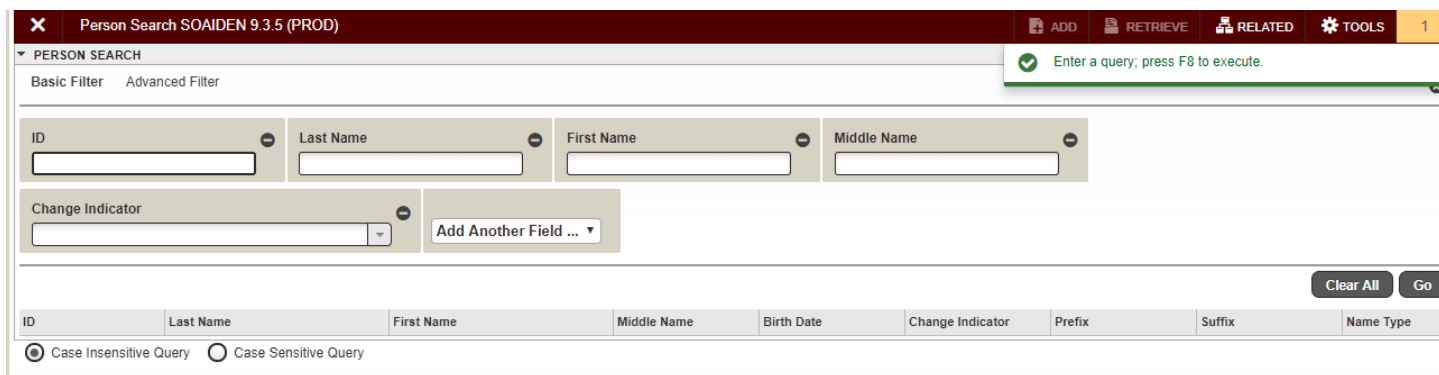 Person Search SOAIDEN 9.3.5 (PROD) ADD RETRIEVE RELATED TOOLS 1
PERSON SEARCH
Enter a query; press F8 to execute.
Basic Filter Advanced Filter
ID Last Name First Name Middle Name
Change Indicator
Add Another Field ...
Clear All Go
ID Last Name First Name Middle Name Birth Date Change Indicator Prefix Suffix Name Type
Case Insensitive Query Case Sensitive Query